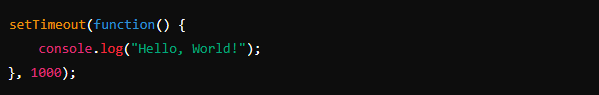 setTimeout(function() {
    console.log("Hello, World!");
}, 1000);